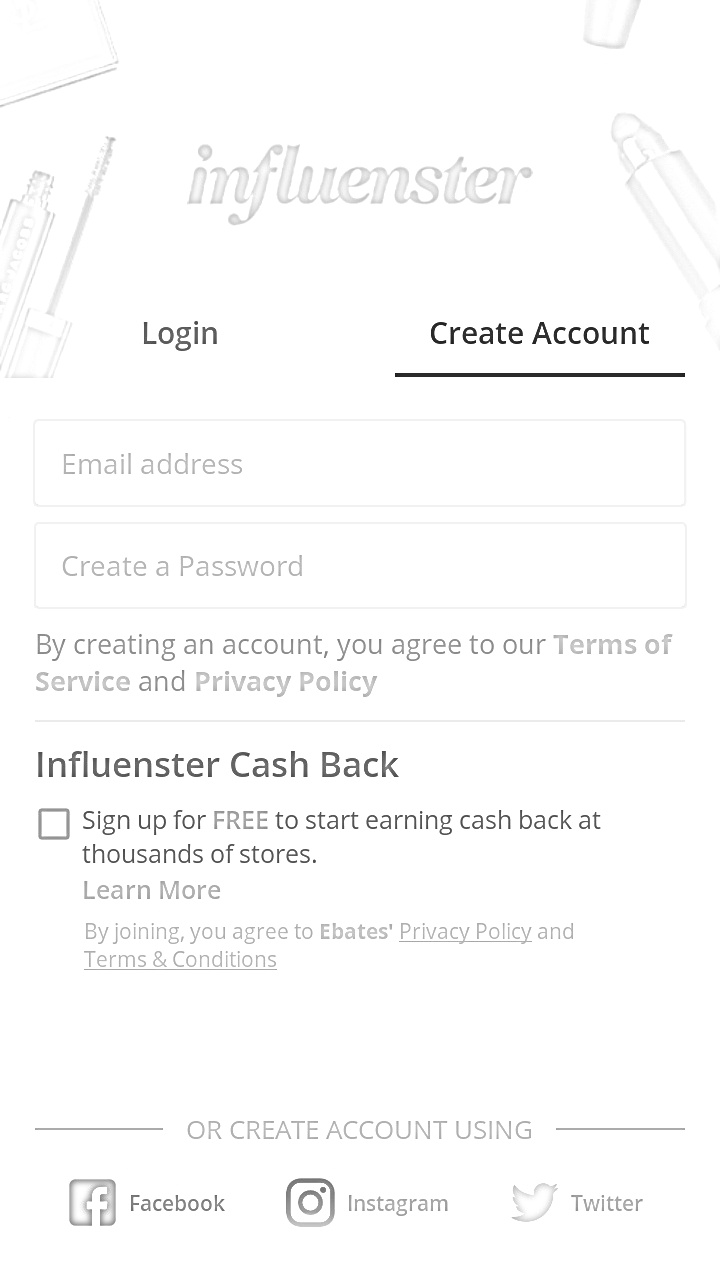 influenster
Login
Create Account
Email address
Create a Password
By creating an account, you agree to our Terms of
Service and Privacy Policy
Influenster Cash Back
Sign up for FREE to start earning cash back at
thousands of stores.
Learn More
By joining, you agree to Ebates' Privacy Policy and
Terms & Conditions
OR CREATE ACCOUNT USING
Facebook
Instagram
Twitter